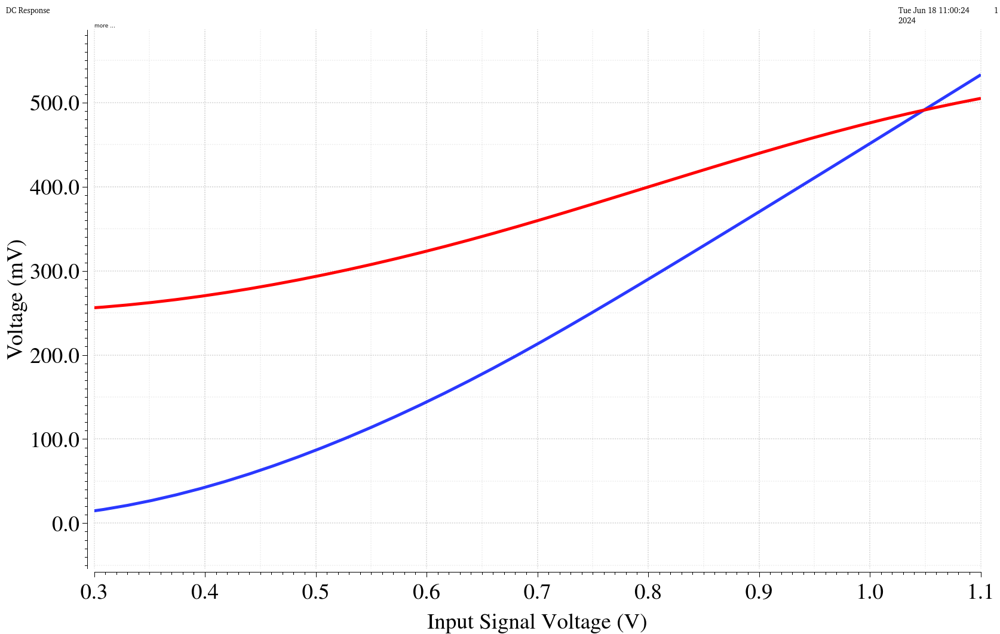 DC Response
Tue Jun 18 11:00:24 1
2024
more ...
500.0
400.0
300.0
200.0
100.0
0.0
Voltage (mV)
0.3 0.4 0.5 0.6 0.7 0.8 0.9 1.0 1.1
Input Signal Voltage (V)